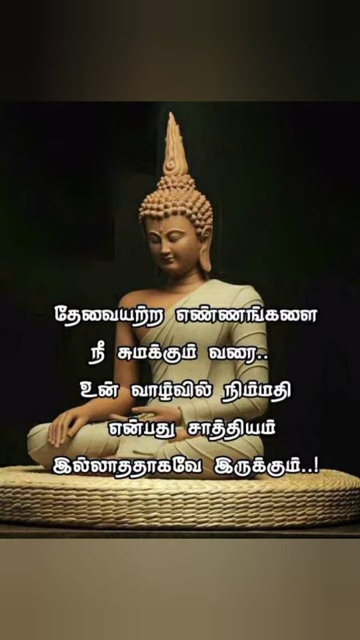 தேவையற்ற எண்ணங்களை
நீ சுமக்கும் வரை..
உன் வாழ்வில் நிம்மதி
என்பது சாத்தியம்
இல்லாததாகவே இருக்கும்..!